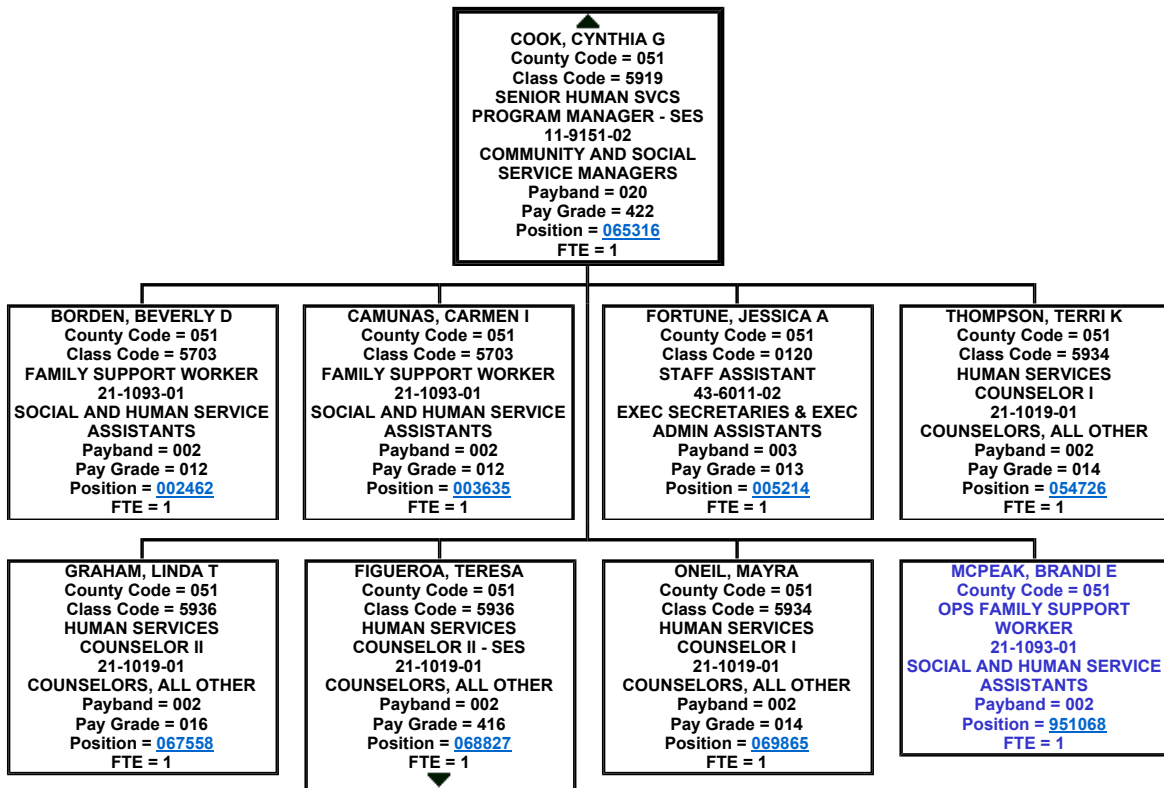 COOK, CYNTHIA G
County Code = 051
Class Code = 5919
SENIOR HUMAN SVCS
PROGRAM MANAGER - SES
11-9151-02
COMMUNITY AND SOCIAL
SERVICE MANAGERS
Payband = 020
Pay Grade = 422
Position = 065316
FTE = 1
BORDEN, BEVERLY D
County Code = 051
Class Code = 5703
FAMILY SUPPORT WORKER
21-1093-01
SOCIAL AND HUMAN SERVICE
ASSISTANTS
Payband = 002
Pay Grade = 012
Position = 002462
FTE = 1
CAMUNAS, CARMEN I
County Code = 051
Class Code = 5703
FAMILY SUPPORT WORKER
21-1093-01
SOCIAL AND HUMAN SERVICE
ASSISTANTS
Payband = 002
Pay Grade = 012
Position = 003635
FTE = 1
FORTUNE, JESSICA A
County Code = 051
Class Code = 0120
STAFF ASSISTANT
43-6011-02
EXEC SECRETARIES & EXEC
ADMIN ASSISTANTS
Payband = 003
Pay Grade = 013
Position = 005214
FTE = 1
THOMPSON, TERRI K
County Code = 051
Class Code = 5934
HUMAN SERVICES
COUNSELOR I
21-1019-01
COUNSELORS, ALL OTHER
Payband = 002
Pay Grade = 014
Position = 054726
FTE = 1
GRAHAM, LINDA T
County Code = 051
Class Code = 5936
HUMAN SERVICES
COUNSELOR II
21-1019-01
COUNSELORS, ALL OTHER
Payband = 002
Pay Grade = 016
Position = 067558
FTE = 1
FIGUEROA, TERESA
County Code = 051
Class Code = 5936
HUMAN SERVICES
COUNSELOR II - SES
21-1019-01
COUNSELORS, ALL OTHER
Payband = 002
Pay Grade = 416
Position = 068827
FTE = 1
ONEIL, MAYRA
County Code = 051
Class Code = 5934
HUMAN SERVICES
COUNSELOR I
21-1019-01
COUNSELORS, ALL OTHER
Payband = 002
Pay Grade = 014
Position = 069865
FTE = 1
MCPEAK, BRANDI E
County Code = 051
OPS FAMILY SUPPORT
WORKER
21-1093-01
SOCIAL AND HUMAN SERVICE
ASSISTANTS
Payband = 002
Position = 951068
FTE = 1